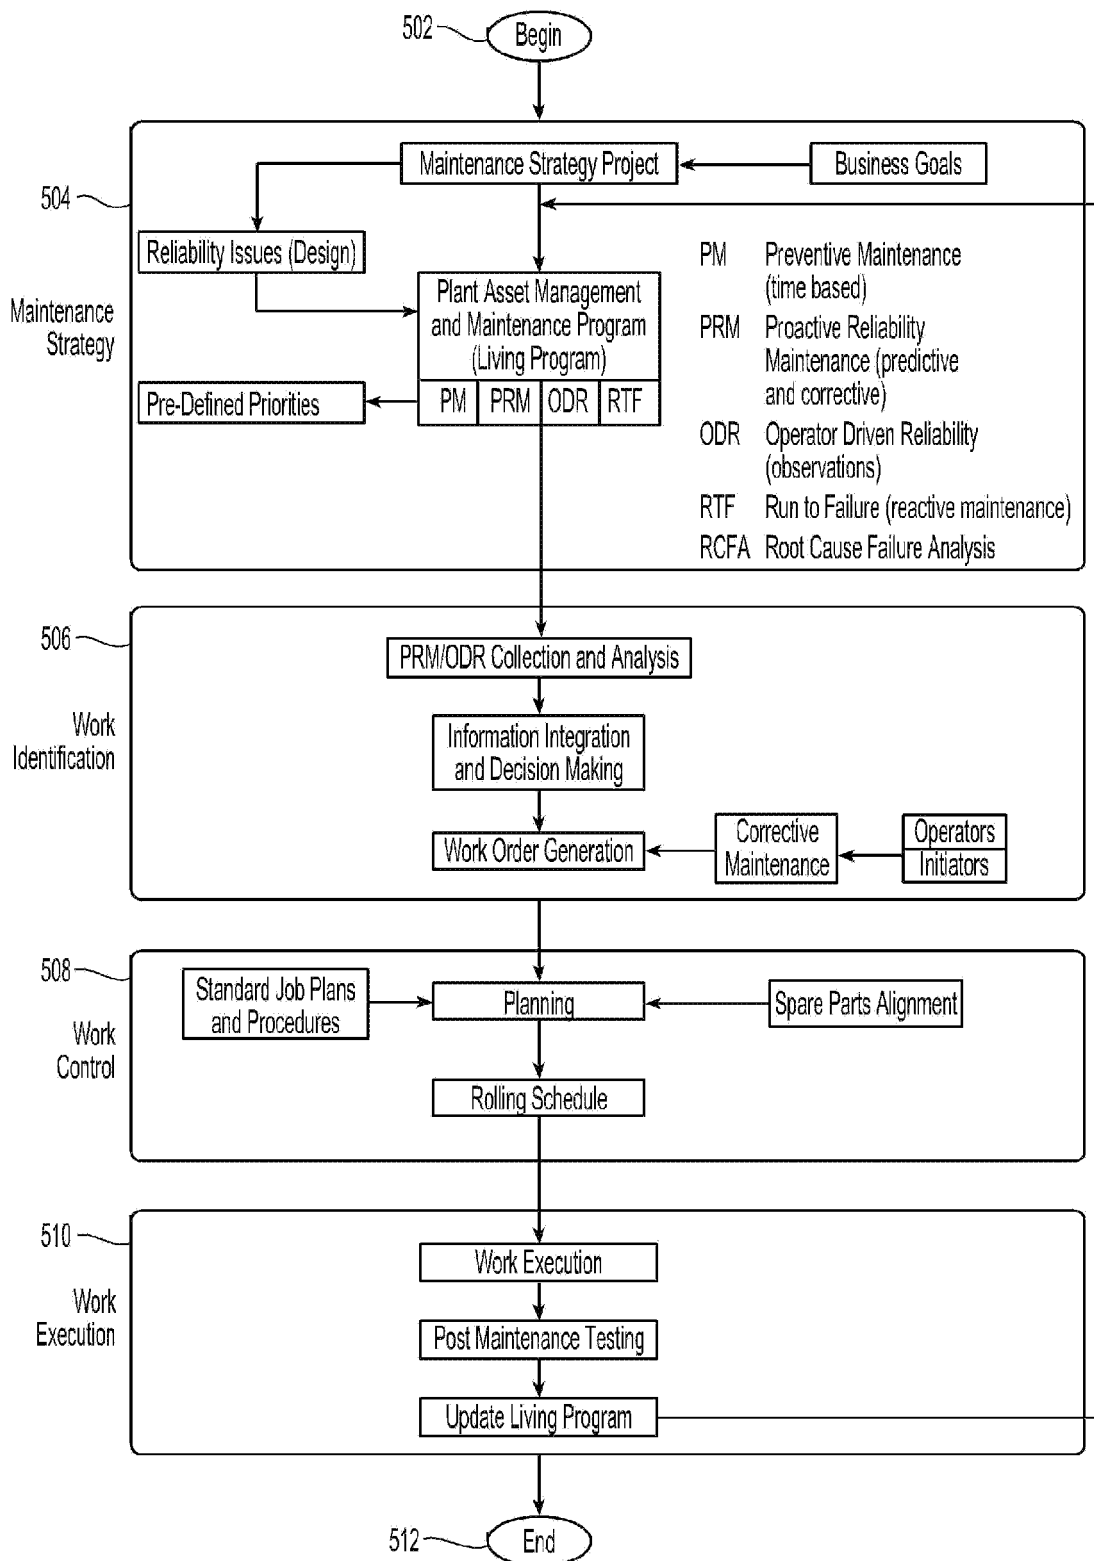 502
Begin
504
Maintenance
Strategy
Maintenance Strategy Project
Business Goals
Reliability Issues (Design)
Plant Asset Management
and Maintenance Program
(Living Program)
PM
PRM
ODR
RTF
Pre-Defined Priorities
PM Preventive Maintenance
(time based)
PRM Proactive Reliability
Maintenance (predictive
and corrective)
ODR Operator Driven Reliability
(observations)
RTF Run to Failure (reactive maintenance)
RCFA Root Cause Failure Analysis
506
Work
Identification
PRM/ODR Collection and Analysis
Information Integration
and Decision Making
Work Order Generation
Corrective
Maintenance
Operators
Initiators
508
Work
Control
Standard Job Plans
and Procedures
Planning
Spare Parts Alignment
Rolling Schedule
510
Work
Execution
Work Execution
Post Maintenance Testing
Update Living Program
512
End